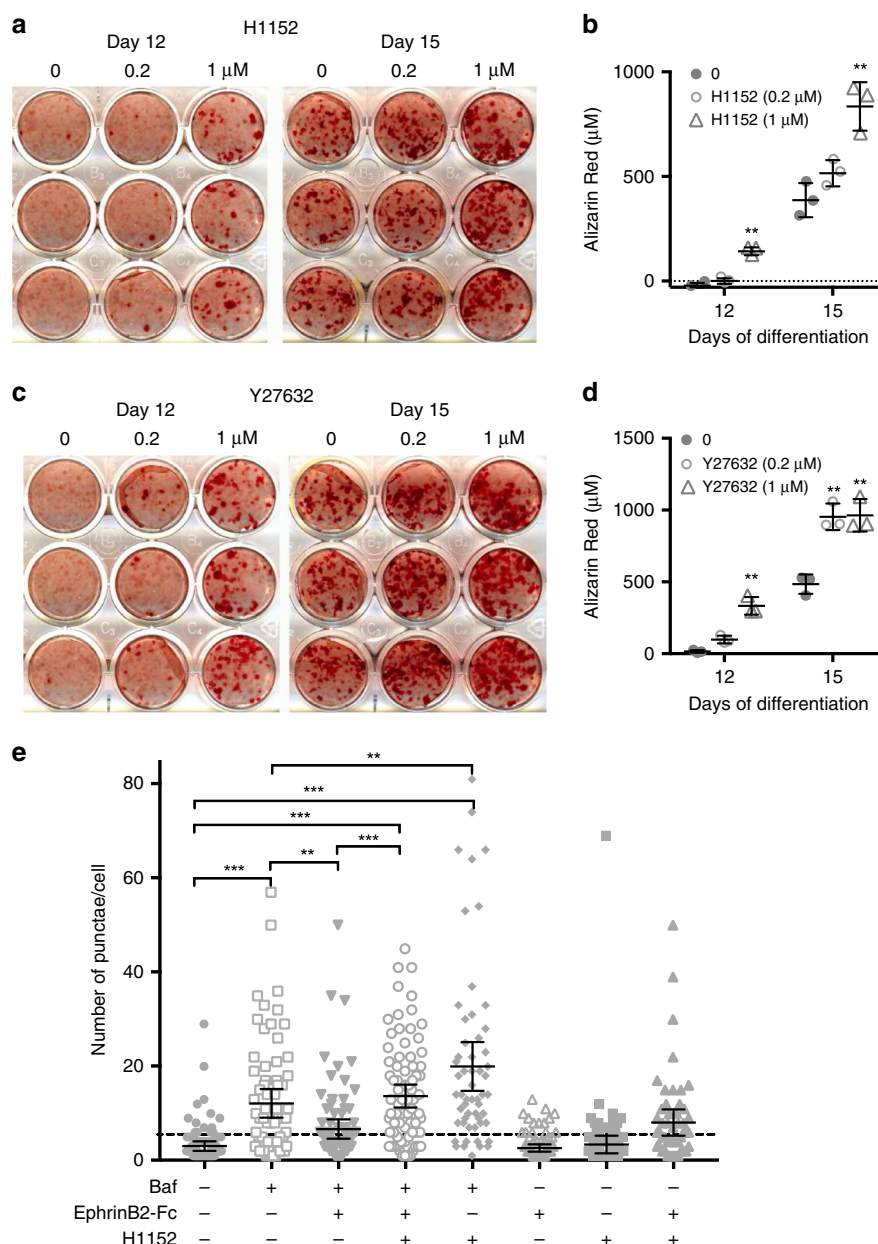 a
H1152
Day 12
Day 15
0 0.2 1 μM
0 0.2 1 μM
b
0
H1152 (0.2 μM)
H1152 (1 μM)
**
**
1000
500
0
Alizarin Red (μM)
12 15
Days of differentiation
c
Y27632
Day 12
Day 15
0 0.2 1 μM
0 0.2 1 μM
d
0
Y27632 (0.2 μM)
Y27632 (1 μM)
** **
**
1500
1000
500
0
Alizarin Red (μM)
12 15
Days of differentiation
e
**
***
***
***
**
***
80
60
40
20
0
Number of punctae/cell
Baf – + + + + – – –
EphrinB2-Fc – – + + – + – +
H1152 – – – + + – + +